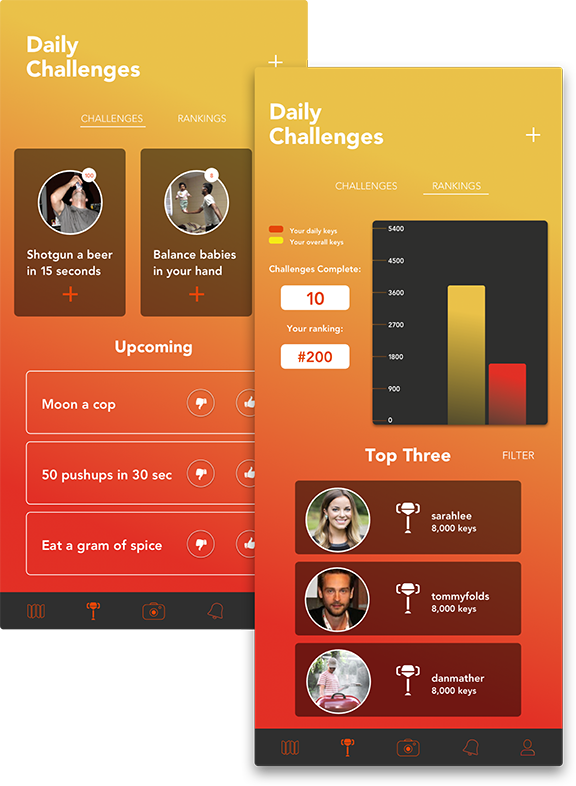 Daily
Challenges
CHALLENGES
RANKINGS
100
8
Shotgun a beer
in 15 seconds
Balance babies
in your hand
Upcoming
Moon a cop
50 pushups in 30 sec
Eat a gram of spice
Daily
Challenges
CHALLENGES
RANKINGS
Your daily keys
Your overall keys
Challenges Complete:
10
Your ranking:
#200
5400
4500
3600
2700
1800
900
0
Top Three
FILTER
sarahlee
8,000 keys
tommyfolds
8,000 keys
danmather
8,000 keys